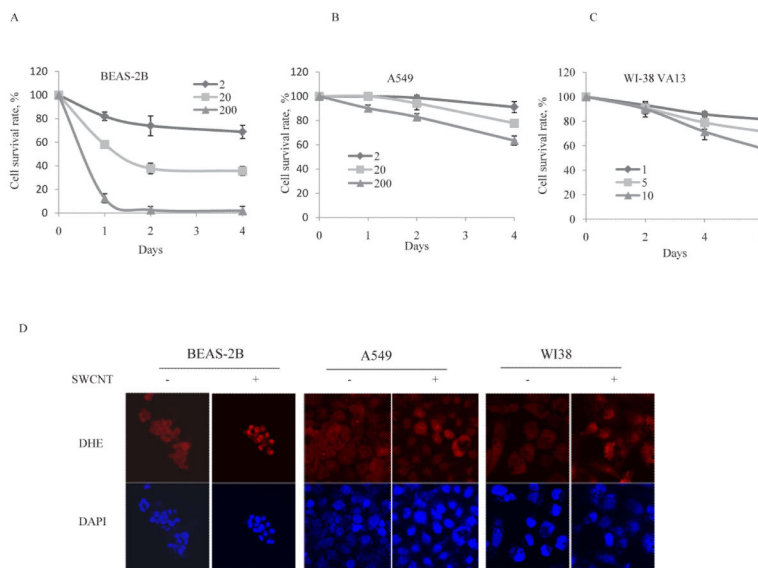 A
BEAS-2B
2
20
200
Cell survival rate, %
120
100
80
60
40
20
0
0 1 2 3 4
Days
B
A549
Cell survival rate, %
120
100
80
60
40
20
0
2
20
200
0 1 2 3 4
Days
C
WI-38 VA13
Cell survival rate, %
120
100
80
60
40
20
0
1
5
10
0 2 4
Days
D
BEAS-2B A549 WI38
SWCNT - + - + - +
DHE
DAPI